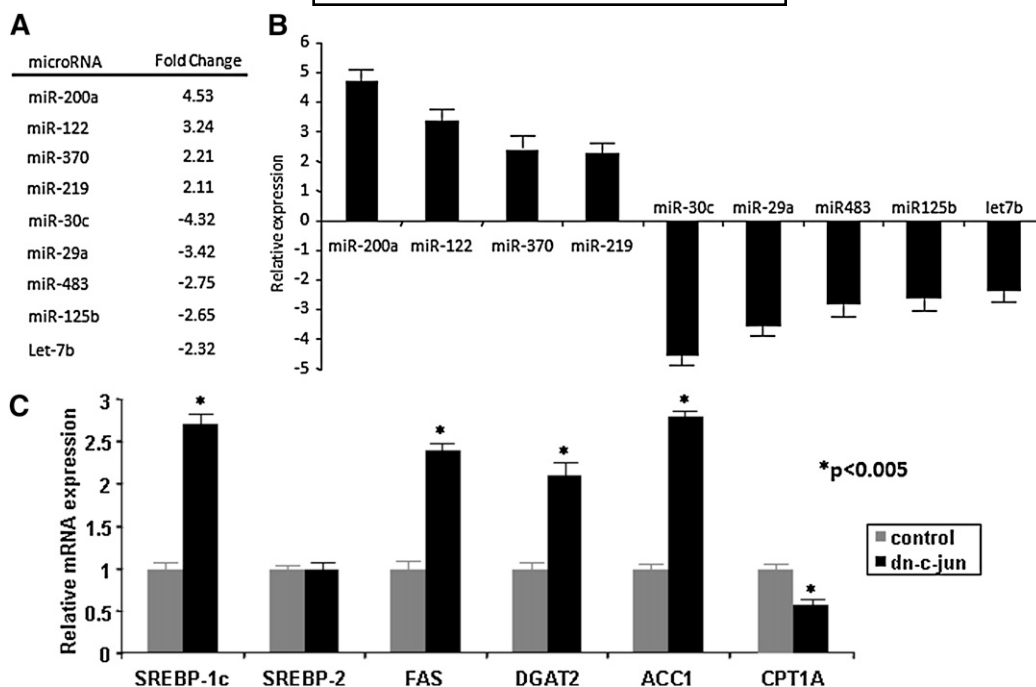 A
microRNA Fold Change
miR-200a 4.53
miR-122 3.24
miR-370 2.21
miR-219 2.11
miR-30c -4.32
miR-29a -3.42
miR-483 -2.75
miR-125b -2.65
Let-7b -2.32
B
Relative expression
6
5
4
3
2
1
0
-1
-2
-3
-4
-5
miR-30c miR-29a miR483 miR125b let7b
miR-200a miR-122 miR-370 miR-219
C
Relative mRNA expression
3
2.5
2
1.5
1
0.5
0
* * * * *
*p<0.005
control
dn-c-jun
SREBP-1c SREBP-2 FAS DGAT2 ACC1 CPT1A